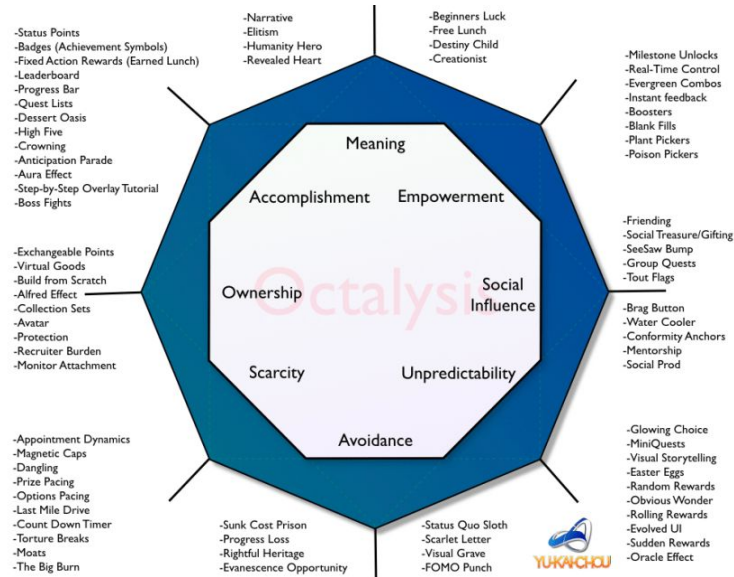 -Narrative
-Elitism
-Humanity Hero
-Revealed Heart
-Beginners Luck
-Free Lunch
-Destiny Child
-Creationist
-Status Points
-Badges (Achievement Symbols)
-Fixed Action Rewards (Earned Lunch)
-Leaderboard
-Progress Bar
-Quest Lists
-Dessert Oasis
-High Five
-Crowning
-Anticipation Parade
-Aura Effect
-Step-by-Step Overlay Tutorial
-Boss Fights
-Milestone Unlocks
-Real-Time Control
-Evergreen Combos
-Instant feedback
-Boosters
-Blank Fills
-Plant Pickers
-Poison Pickers
Meaning
Accomplishment
Empowerment
Ownership
Octalysis
Social
Influence
Scarcity
Unpredictability
Avoidance
-Exchangeable Points
-Virtual Goods
-Build from Scratch
-Alfred Effect
-Collection Sets
-Avatar
-Protection
-Recruiter Burden
-Monitor Attachment
-Friending
-Social Treasure/Gifting
-SeeSaw Bump
-Group Quests
-Tout Flags
-Brag Button
-Water Cooler
-Conformity Anchors
-Mentorship
-Social Prod
-Appointment Dynamics
-Magnetic Caps
-Dangling
-Prize Pacing
-Options Pacing
-Last Mile Drive
-Count Down Timer
-Torture Breaks
-Moats
-The Big Burn
-Sunk Cost Prison
-Progress Loss
-Rightful Heritage
-Evanescence Opportunity
-Status Quo Sloth
-Scarlet Letter
-Visual Grave
-FOMO Punch
YU-KAI CHOU
-Glowing Choice
-MiniQuests
-Visual Storytelling
-Easter Eggs
-Random Rewards
-Obvious Wonder
-Rolling Rewards
-Evolved UI
-Sudden Rewards
-Oracle Effect